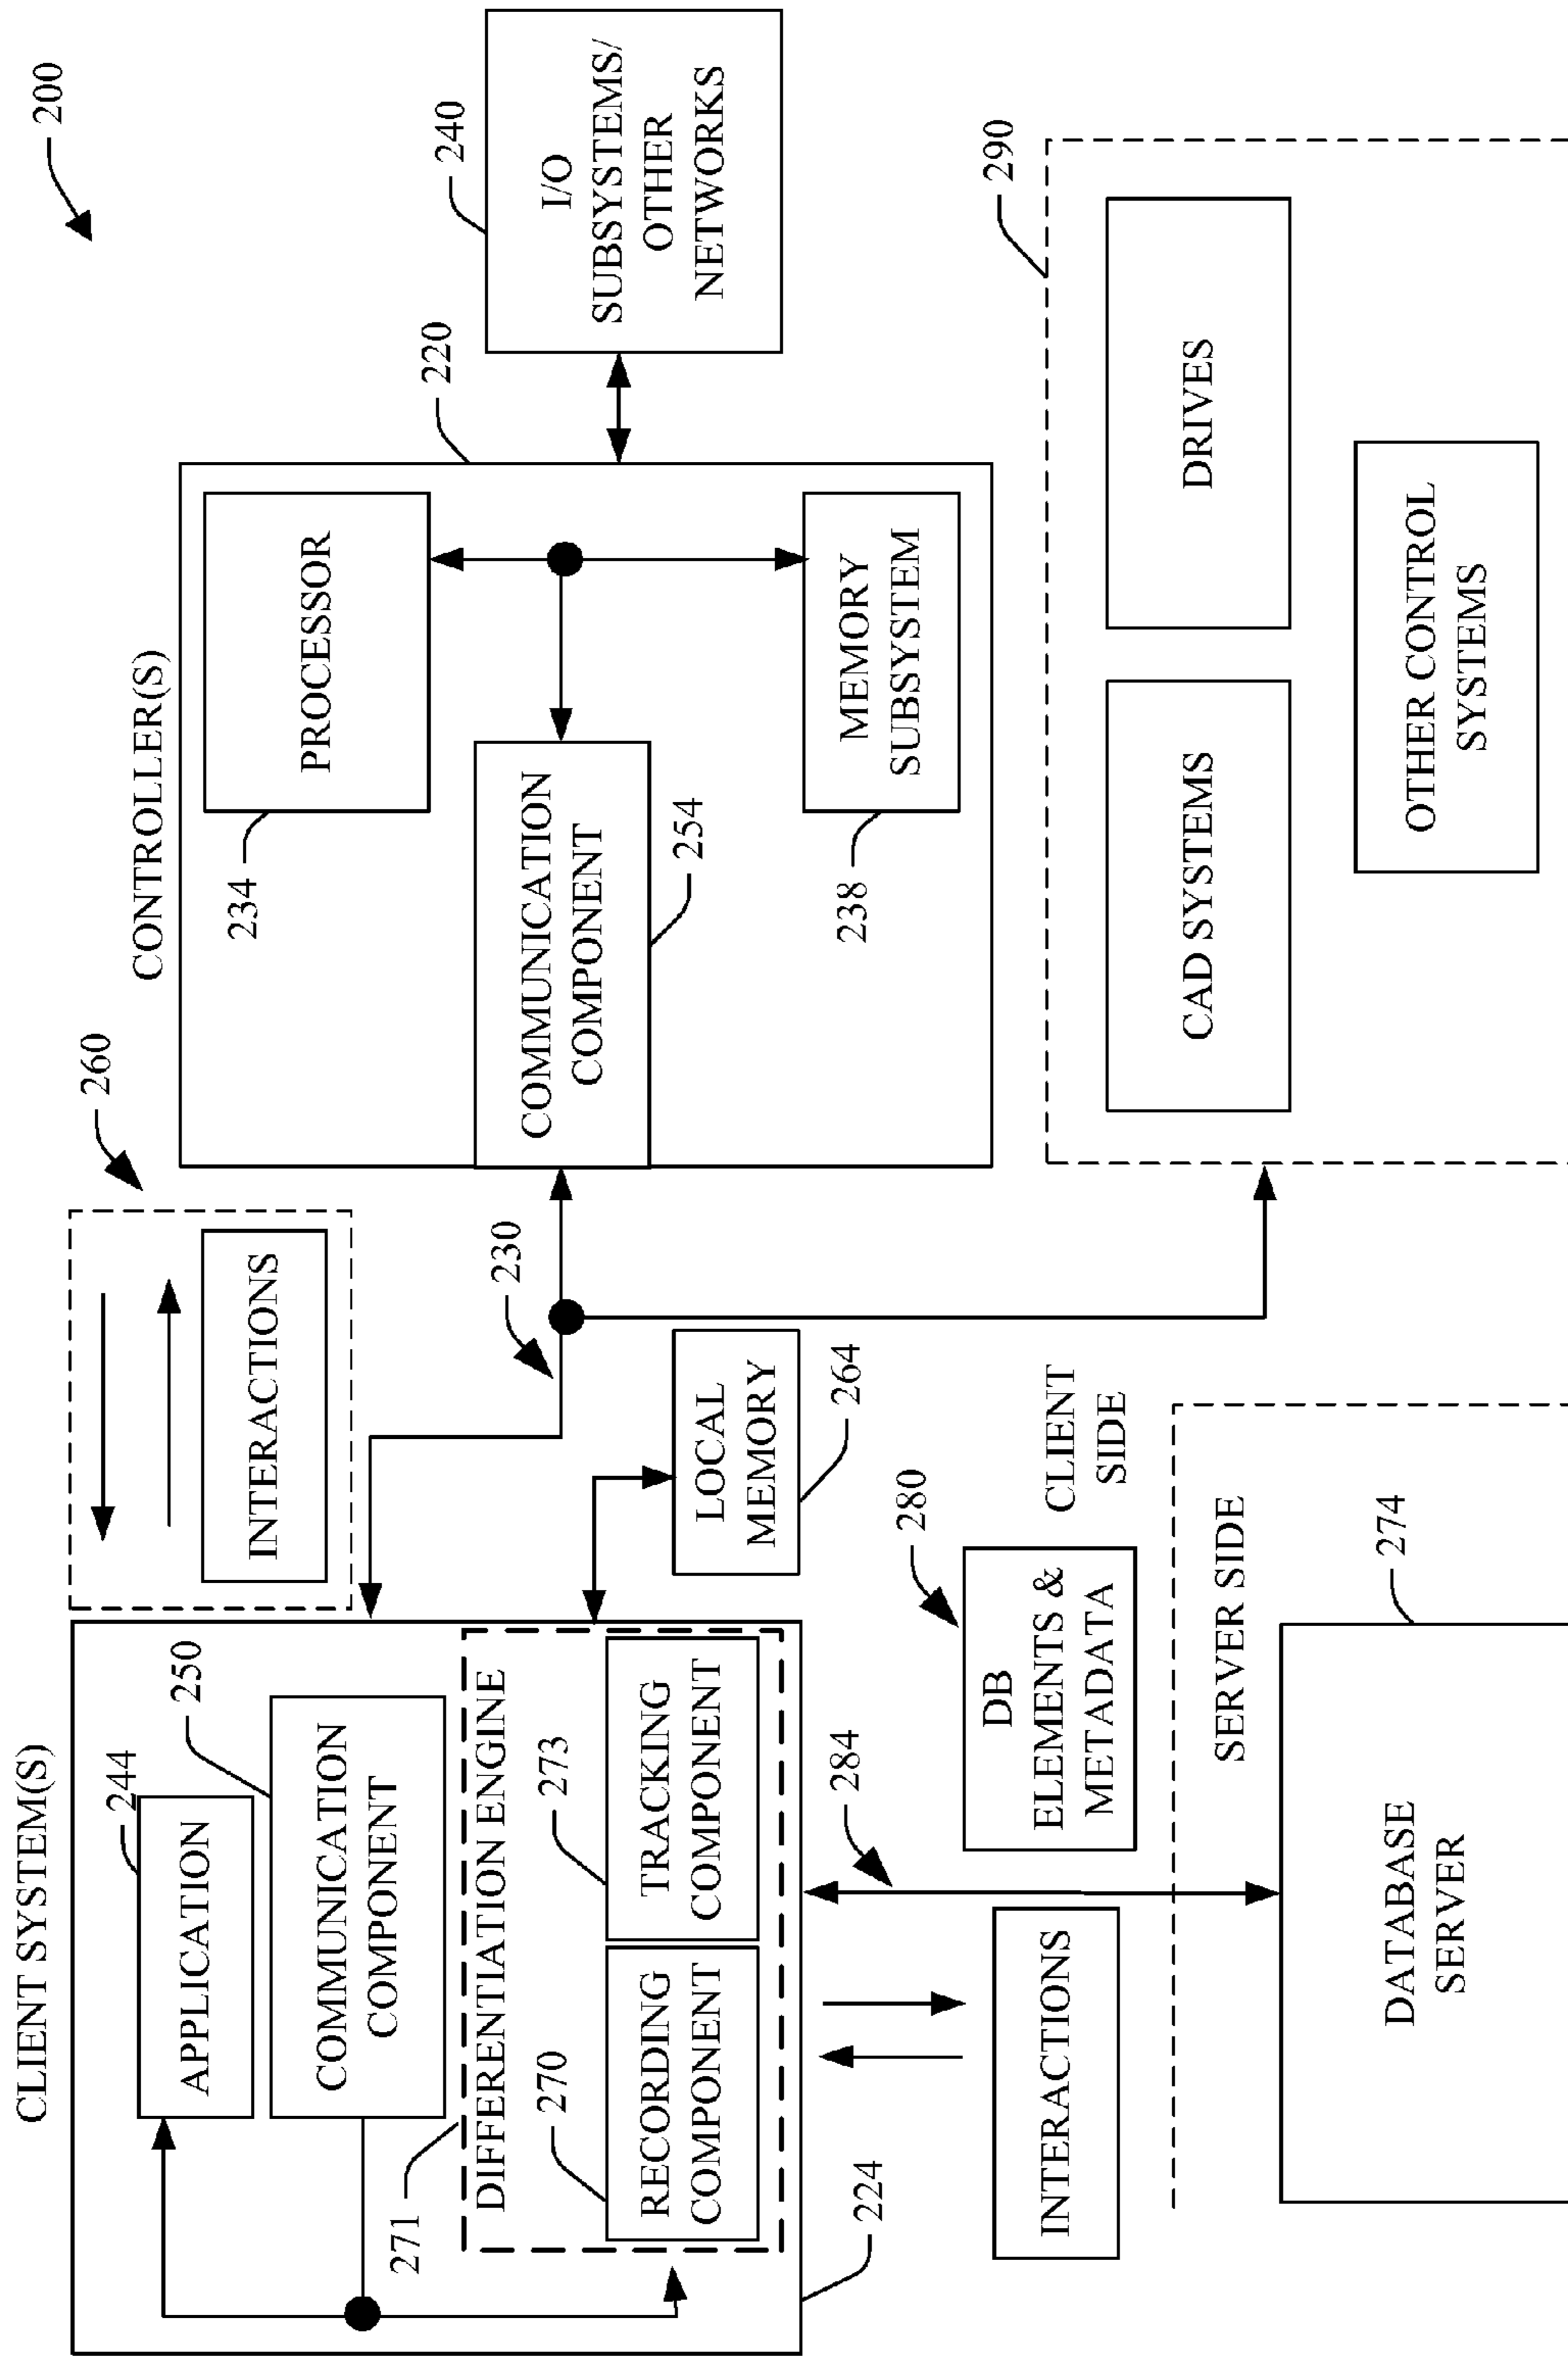 200
CLIENT SYSTEM(S)
244
APPLICATION
250
COMMUNICATION
COMPONENT
271
DIFFERENTIATION ENGINE
270
RECORDING
COMPONENT
273
TRACKING
COMPONENT
224
260
INTERACTIONS
230
LOCAL
MEMORY
264
CONTROLLER(S)
220
234
PROCESSOR
COMMUNICATION
COMPONENT
254
238
MEMORY
SUBSYSTEM
240
I/O
SUBSYSTEMS/
OTHER
NETWORKS
INTERACTIONS
284
280
DB
ELEMENTS &
METADATA
CLIENT
SIDE
SERVER SIDE
274
DATABASE
SERVER
290
CAD SYSTEMS
DRIVES
OTHER CONTROL
SYSTEMS